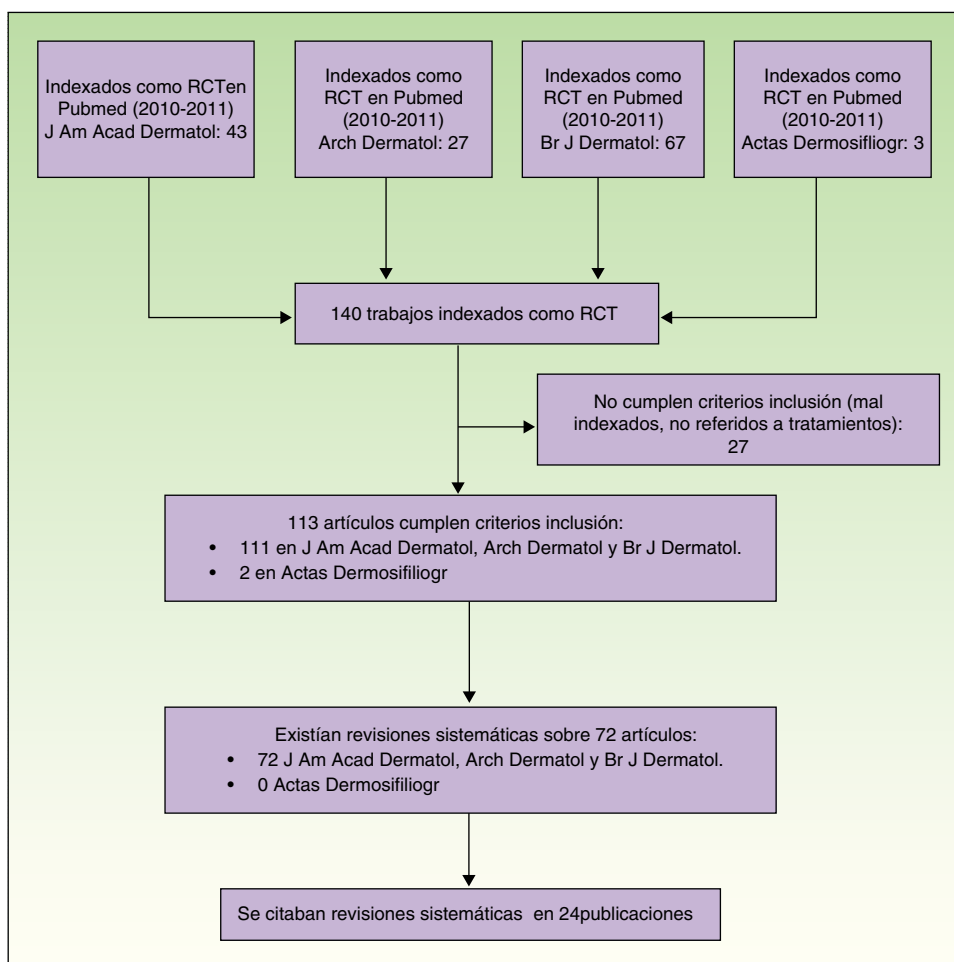 Indexados como RCTen
Pubmed (2010-2011)
J Am Acad Dermatol: 43
Indexados como
RCT en Pubmed
(2010-2011)
Arch Dermatol: 27
Indexados como
RCT en Pubmed
(2010-2011)
Br J Dermatol: 67
Indexados como
RCT en Pubmed
(2010-2011)
Actas Dermosifliogr: 3
140 trabajos indexados como RCT
No cumplen criterios inclusión (mal
indexados, no referidos a tratamientos):
27
113 artículos cumplen criterios inclusión:
• 111 en J Am Acad Dermatol, Arch Dermatol y Br J Dermatol.
• 2 en Actas Dermosifiliogr
Existían revisiones sistemáticas sobre 72 artículos:
• 72 J Am Acad Dermatol, Arch Dermatol y Br J Dermatol.
• 0 Actas Dermosifiliogr
Se citaban revisiones sistemáticas en 24publicaciones